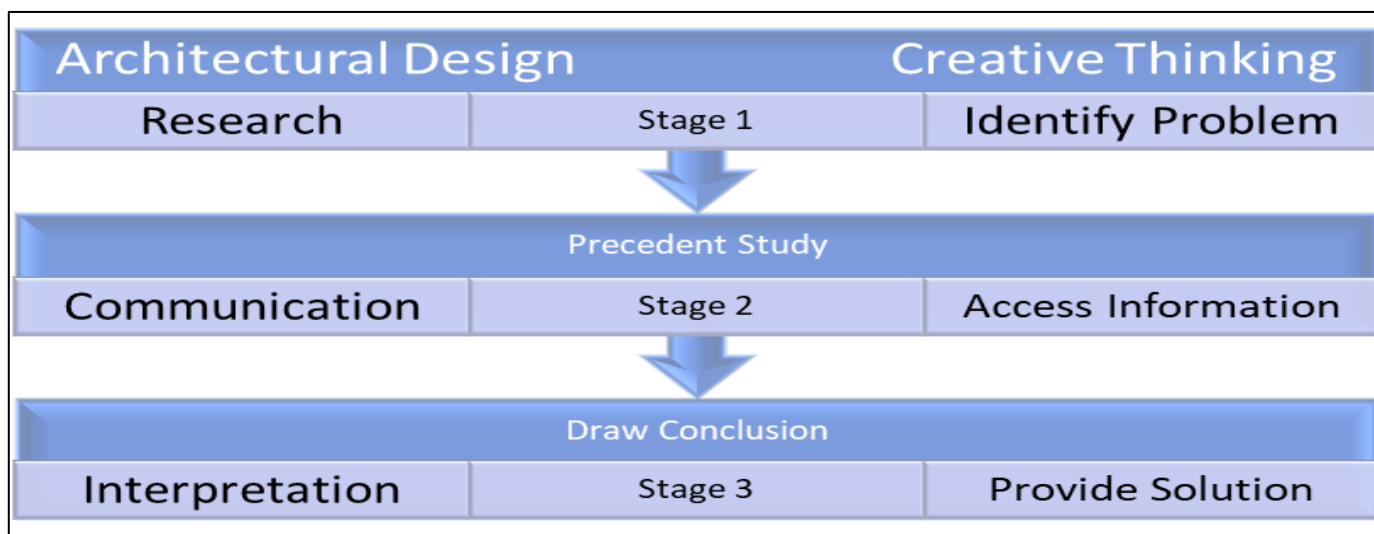 Architectural Design Creative Thinking
Research Stage 1 Identify Problem
Precedent Study
Communication Stage 2 Access Information
Draw Conclusion
Interpretation Stage 3 Provide Solution